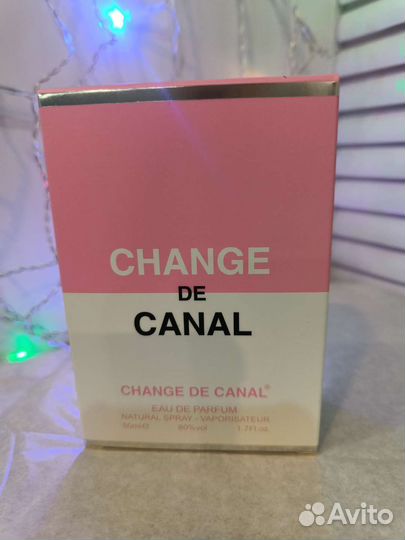 CHANGE
DE
CANAL
CHANGE DE CANAL®
EAU DE PARFUM
NATURAL SPRAY - VAPORISATEUR
50ml℮ 80%vol 1.7Fl.oz.
Avito